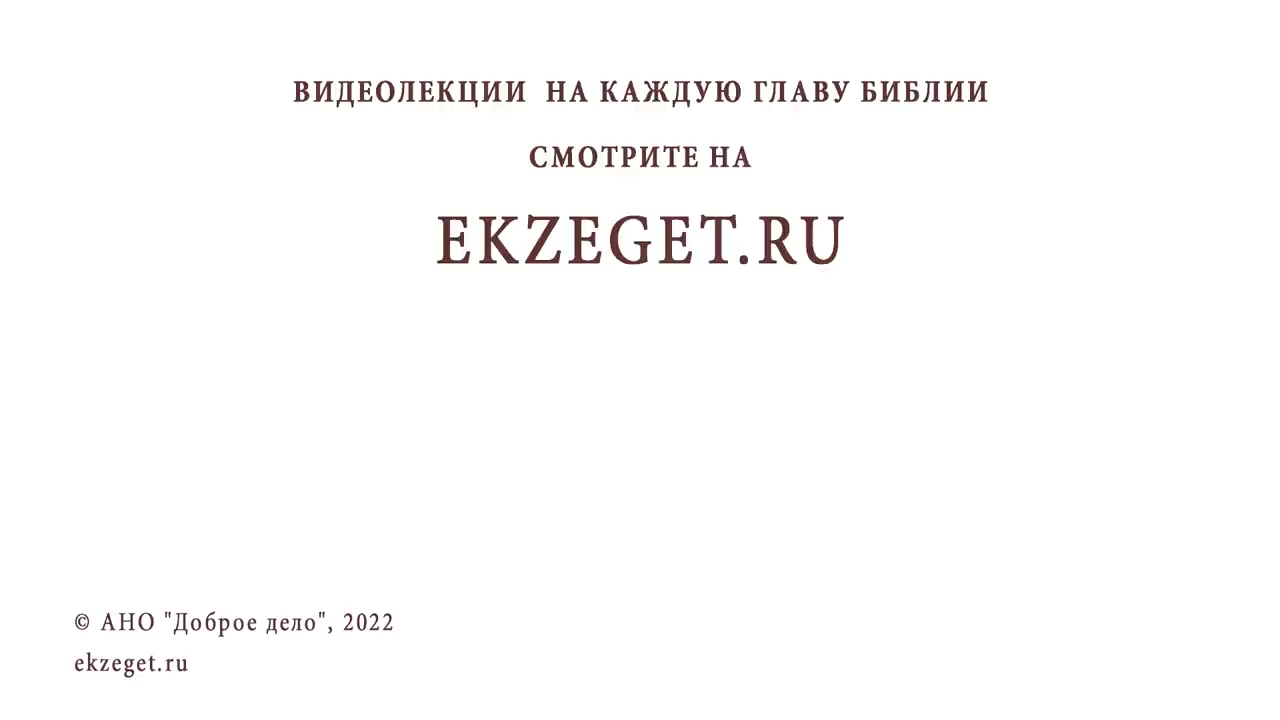 ВИДЕОЛЕКЦИИ НА КАЖДУЮ ГЛАВУ БИБЛИИ
СМОТРИТЕ НА
EKZEGET.RU
© АНО "Доброе дело", 2022
ekzeget.ru